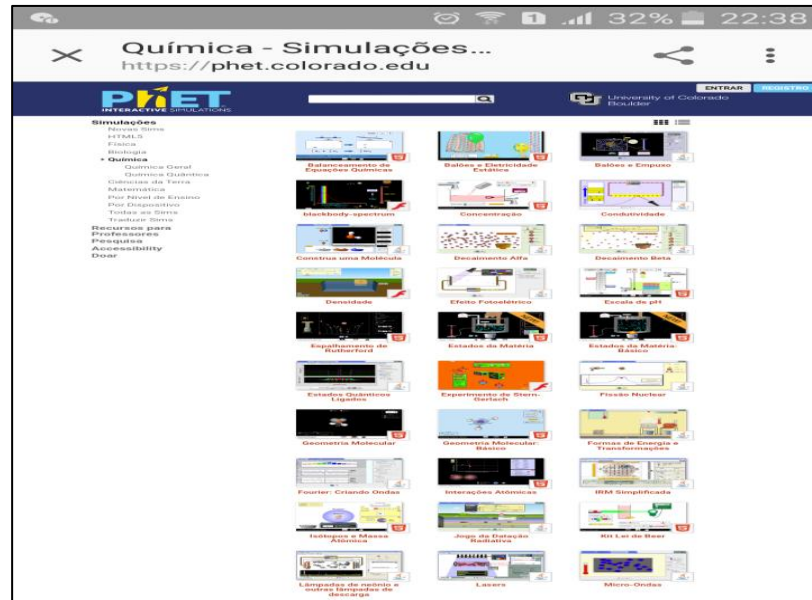 1 32% 22:38
Química - Simulações...
https://phet.colorado.edu
ENTRAR REGISTRO
PhET
INTERACTIVE SIMULATIONS
University of Colorado
Boulder
Simulações
Novas Sims
HTML5
Física
Biologia
Química
Química Geral
Química Quântica
Ciências da Terra
Matemática
Por Nível de Ensino
Por Dispositivo
Todas as Sims
Traduzir Sims
Recursos para
Professores
Pesquisa
Accessibility
Doar
Balanceamento de
Equações Químicas
Balões e Eletricidade
Estática
Balões e Empuxo
blackbody-spectrum
Concentração
Condutividade
Construa uma Molécula
Decaimento Alfa
Decaimento Beta
Densidade
Efeito Fotoelétrico
Escala de pH
Espalhamento de
Rutherford
Estados da Matéria
Estados da Matéria:
Básico
Estados Quânticos
Ligados
Experimento de Stern-
Gerlach
Fissão Nuclear
Geometria Molecular
Geometria Molecular:
Básico
Formas de Energia e
Transformações
Fourier: Criando Ondas
Interações Atômicas
IRM Simplificada
Isótopos e Massa
Atômica
Jogo da Datação
Radiativa
Kit Lei de Beer
Lâmpadas de neônio e
outras lâmpadas de
descarga
Lasers
Micro-Ondas